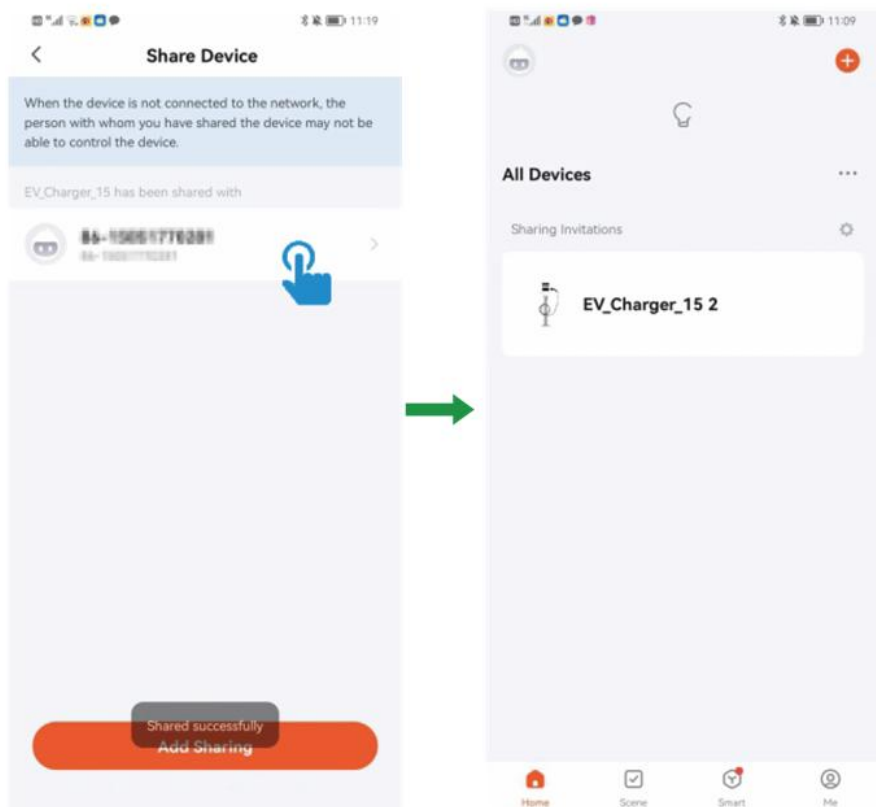 11:19
Share Device
When the device is not connected to the network, the
person with whom you have shared the device may not be
able to control the device.
EV_Charger_15 has been shared with
Shared successfully
Add Sharing
11:09
All Devices
Sharing Invitations
EV_Charger_15 2
Home Scene Smart Me